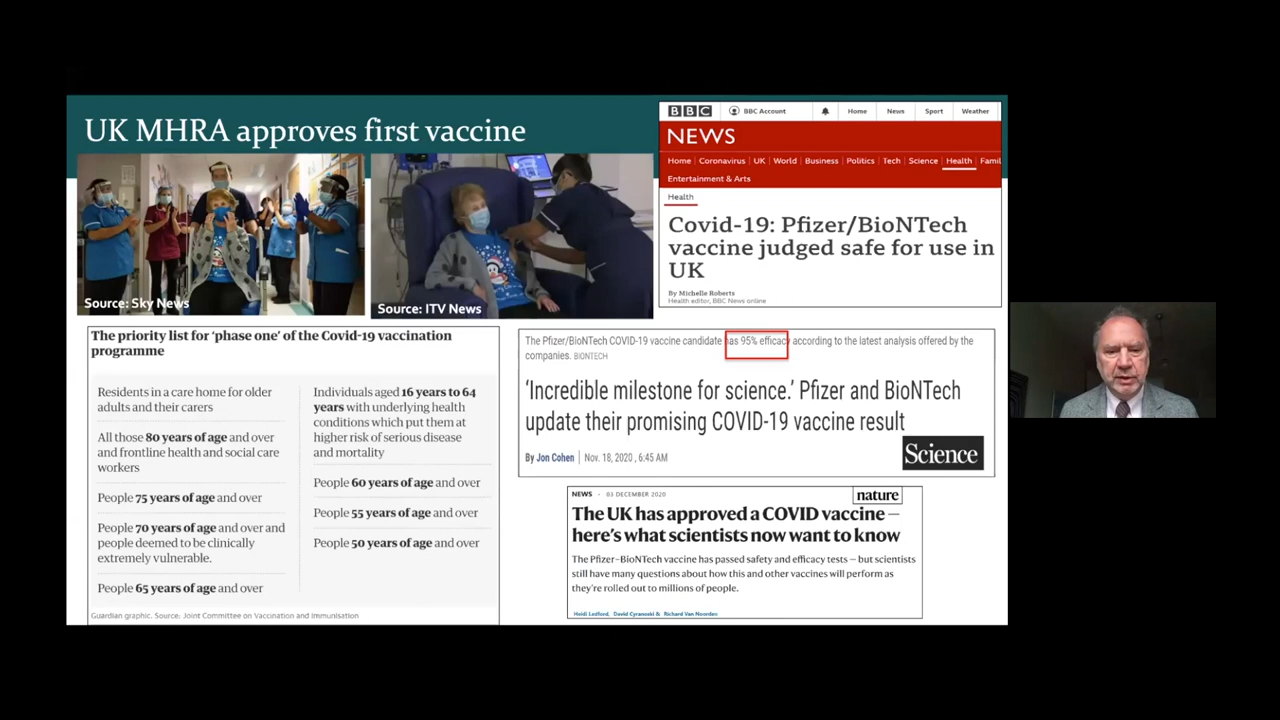 UK MHRA approves first vaccine
Source: Sky News
Source: ITV News
BBC
BBC Account
Home
News
Sport
Weather
NEWS
Home
Coronavirus
UK
World
Business
Politics
Tech
Science
Health
Famil
Entertainment & Arts
Health
Covid-19: Pfizer/BioNTech
vaccine judged safe for use in
UK
By Michelle Roberts
Health editor, BBC News online
The priority list for ‘phase one’ of the Covid-19 vaccination
programme
Residents in a care home for older
adults and their carers
All those 80 years of age and over
and frontline health and social care
workers
People 75 years of age and over
People 70 years of age and over and
people deemed to be clinically
extremely vulnerable.
People 65 years of age and over
Individuals aged 16 years to 64
years with underlying health
conditions which put them at
higher risk of serious disease
and mortality
People 60 years of age and over
People 55 years of age and over
People 50 years of age and over
Guardian graphic. Source: Joint Committee on Vaccination and Immunisation
The Pfizer/BioNTech COVID-19 vaccine candidate has 95% efficacy according to the latest analysis offered by the
companies. BIONTECH
‘Incredible milestone for science.’ Pfizer and BioNTech
update their promising COVID-19 vaccine result
By Jon Cohen | Nov. 18, 2020 , 6:45 AM
Science
NEWS · 03 DECEMBER 2020
nature
The UK has approved a COVID vaccine —
here’s what scientists now want to know
The Pfizer–BioNTech vaccine has passed safety and efficacy tests — but scientists
still have many questions about how this and other vaccines will perform as
they’re rolled out to millions of people.
Heidi Ledford, David Cyranoski & Richard Van Noorden